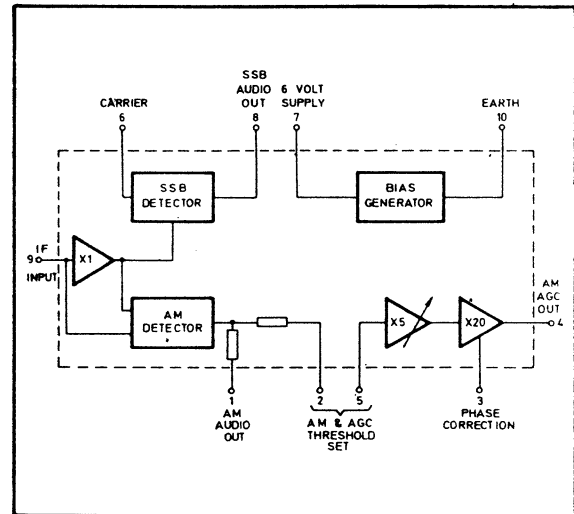 SSB
AUDIO
OUT
8
6 VOLT
SUPPLY
7
CARRIER
6
EARTH
10
SSB
DETECTOR
BIAS
GENERATOR
IF
9
INPUT
X1
AM
DETECTOR
X5
X20
AM
AGC
OUT
4
1
AM
AUDIO
OUT
2
5
AM & AGC
THRESHOLD
SET
3
PHASE
CORRECTION